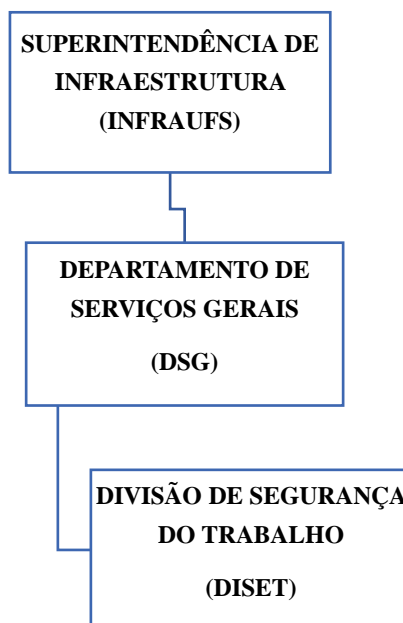 SUPERINTENDÊNCIA DE
INFRAESTRUTURA
(INFRAUFS)
DEPARTAMENTO DE
SERVIÇOS GERAIS
(DSG)
DIVISÃO DE SEGURANÇA
DO TRABALHO
(DISET)